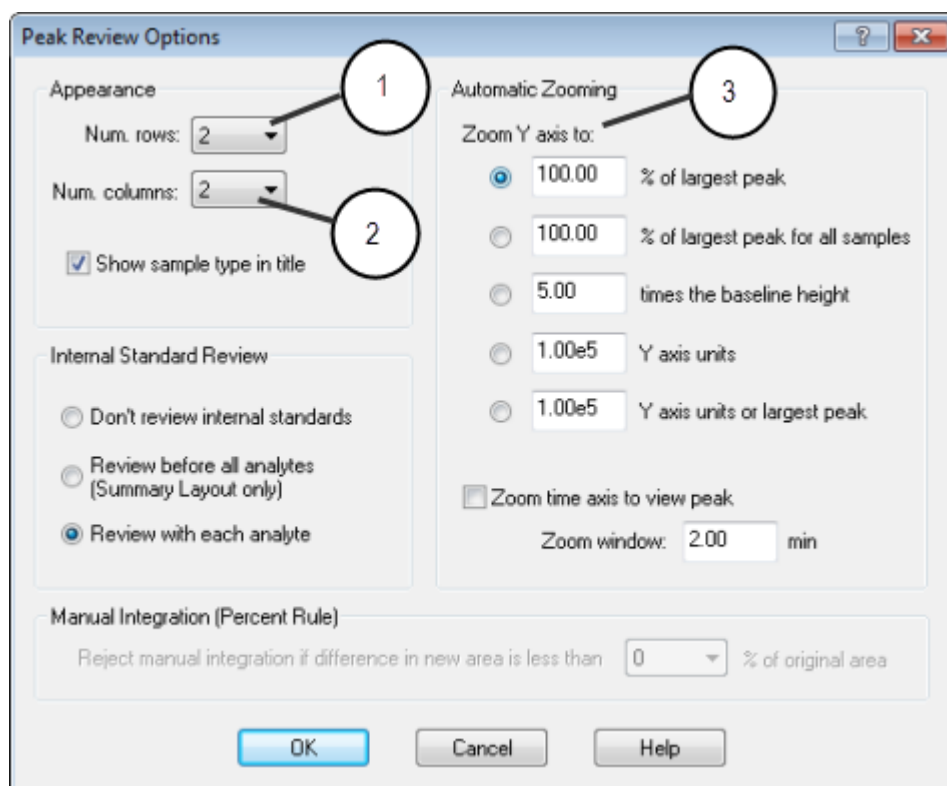 Peak Review Options
Appearance
1
Num. rows: 2
Num. columns: 2
2
Show sample type in title
Internal Standard Review
Don't review internal standards
Review before all analytes
(Summary Layout only)
Review with each analyte
Automatic Zooming
3
Zoom Y axis to:
100.00 % of largest peak
100.00 % of largest peak for all samples
5.00 times the baseline height
1.00e5 Y axis units
1.00e5 Y axis units or largest peak
Zoom time axis to view peak
Zoom window: 2.00 min
Manual Integration (Percent Rule)
Reject manual integration if difference in new area is less than 0 % of original area
OK Cancel Help